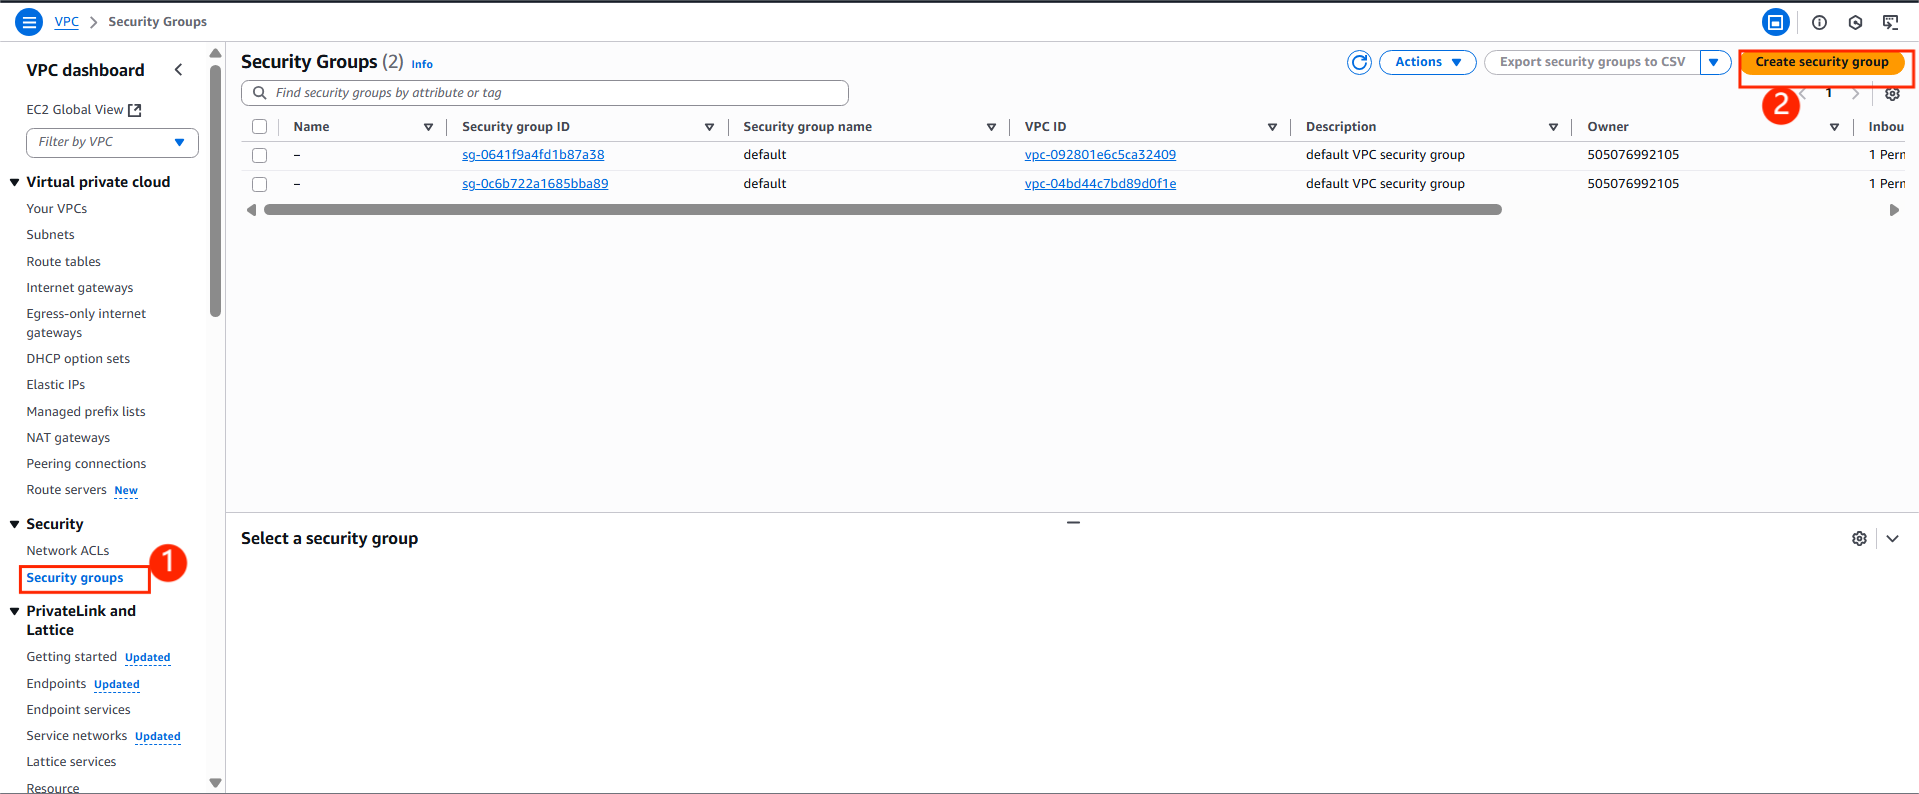 VPC > Security Groups
VPC dashboard
EC2 Global View
Filter by VPC
Virtual private cloud
Your VPCs
Subnets
Route tables
Internet gateways
Egress-only internet
gateways
DHCP option sets
Elastic IPs
Managed prefix lists
NAT gateways
Peering connections
Route servers New
Security
Network ACLs
Security groups
1
PrivateLink and
Lattice
Getting started Updated
Endpoints Updated
Endpoint services
Service networks Updated
Lattice services
Resource
Security Groups (2) Info
Actions
Export security groups to CSV
Create security group
2
Find security groups by attribute or tag
1
Name Security group ID Security group name VPC ID Description Owner Inbou
– sg-0641f9a4fd1b87a38 default vpc-092801e6c5ca32409 default VPC security group 505076992105 1 Perm
– sg-0c6b722a1685bba89 default vpc-04bd44c7bd89d0f1e default VPC security group 505076992105 1 Perm
Select a security group